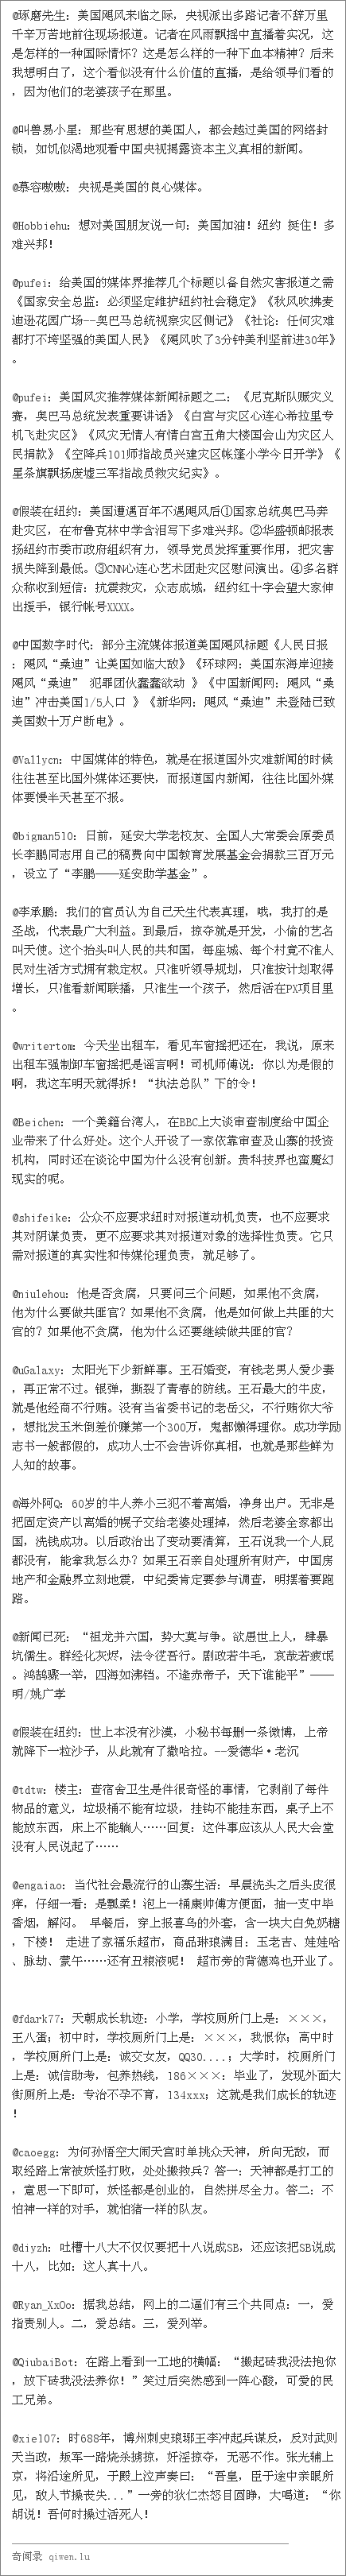 @琢磨先生：美国飓风来临之际，央视派出多路记者不辞万里
千辛万苦地前往现场报道。记者在风雨飘摇中直播着实况，这
是怎样的一种国际情怀？这是怎么样的一种下血本精神？后来
我想明白了，这个看似没有什么价值的直播，是给领导们看的
，因为他们的老婆孩子在那里。
@叫兽易小星：那些有思想的美国人，都会越过美国的网络封
锁，如饥似渴地观看中国央视揭露资本主义真相的新闻。
@慕容嗷嗷：央视是美国的良心媒体。
@Hobbiehu：想对美国朋友说一句：美国加油！纽约 挺住！多
难兴邦！
@pufei：给美国的媒体界推荐几个标题以备自然灾害报道之需
《国家安全总监：必须坚定维护纽约社会稳定》《秋风吹拂麦
迪逊花园广场--奥巴马总统视察灾区侧记》《社论：任何灾难
都打不垮坚强的美国人民》《飓风吹了3分钟美利坚前进30年》
。
@pufei：美国风灾推荐媒体新闻标题之二：《尼克斯队赈灾义
赛，奥巴马总统发表重要讲话》《白宫与灾区心连心希拉里专
机飞赴灾区》《风灾无情人有情白宫五角大楼国会山为灾区人
民捐款》《空降兵101师指战员兴建灾区帐篷小学今日开学》《
星条旗飘扬废墟三军指战员救灾纪实》。
@假装在纽约：美国遭遇百年不遇飓风后①国家总统奥巴马奔
赴灾区，在布鲁克林中学含泪写下多难兴邦。②华盛顿邮报表
扬纽约市委市政府组织有力，领导党员发挥重要作用，把灾害
损失降到最低。③CNN心连心艺术团赴灾区慰问演出。④多名群
众称收到短信：抗震救灾，众志成城，纽约红十字会望大家伸
出援手，银行帐号XXXX。
@中国数字时代：部分主流媒体报道美国飓风标题《人民日报
：飓风“桑迪”让美国如临大敌》《环球网：美国东海岸迎接
飓风“桑迪” 犯罪团伙蠢蠢欲动 》《中国新闻网：飓风“桑
迪”冲击美国1/5人口 》《新华网：飓风“桑迪”未登陆已致
美国数十万户断电》。
@Vallycn：中国媒体的特色，就是在报道国外灾难新闻的时候
往往甚至比国外媒体还要快，而报道国内新闻，往往比国外媒
体要慢半天甚至不报。
@bigman510：日前，延安大学老校友、全国人大常委会原委员
长李鹏同志用自己的稿费向中国教育发展基金会捐款三百万元
，设立了“李鹏——延安助学基金”。
@李承鹏：我们的官员认为自己天生代表真理，哦，我打的是
圣战，代表最广大利益。到最后，掠夺就是开发，小偷的艺名
叫天使。这个抬头叫人民的共和国，每座城、每个村竟不准人
民对生活方式拥有裁定权。只准听领导规划，只准按计划取得
增长，只准看新闻联播，只准生一个孩子，然后活在PX项目里
。
@writertom：今天坐出租车，看见车窗摇把还在，我说，原来
出租车强制卸车窗摇把是谣言啊！司机师傅说：你以为是假的
啊，我这车明天就得拆！“执法总队”下的令！
@Beichen：一个美籍台湾人，在BBC上大谈审查制度给中国企
业带来了什么好处。这个人开设了一家依靠审查及山寨的投资
机构，同时还在谈论中国为什么没有创新。贵科技界也蛮魔幻
现实的呢。
@shifeike：公众不应要求纽时对报道动机负责，也不应要求
其对阴谋负责，更不应要求其对报道对象的选择性负责。它只
需对报道的真实性和传媒伦理负责，就足够了。
@niulehou：他是否贪腐，只要问三个问题，如果他不贪腐，
他为什么要做共匪官？如果他不贪腐，他是如何做上共匪的大
官的？如果他不贪腐，他为什么还要继续做共匪的官？
@uGalaxy：太阳光下少新鲜事。王石婚变，有钱老男人爱少妻
，再正常不过。银弹，撕裂了青春的防线。王石最大的牛皮，
就是他经商不行贿。没有当省委书记的老岳父，不行贿你大爷
，想批发玉米倒差价赚第一个300万，鬼都懒得理你。成功学励
志书一般都假的，成功人士不会告诉你真相，也就是那些鲜为
人知的故事。
@海外阿Q：60岁的牛人养小三犯不着离婚，净身出户。无非是
把固定资产以离婚的幌子交给老婆处理掉，然后老婆全家都出
国，洗钱成功。以后政治出了变动要清算，王石说我一个人屁
都没有，能拿我怎么办？如果王石亲自处理所有财产，中国房
地产和金融界立刻地震，中纪委肯定要参与调查，明摆着要跑
路。
@新闻已死：“祖龙并六国，势大莫与争。欲愚世上人，肆暴
坑儒生。群经化灰烬，法令徒吾行。剧政若牛毛，哀哉若疲氓
。鸿鹄骤一举，四海如沸铛。不逢赤帝子，天下谁能平”——
明/姚广孝
@假装在纽约：世上本没有沙漠，小秘书每删一条微博，上帝
就降下一粒沙子，从此就有了撒哈拉。--爱德华·老沉
@tdtw：楼主：查宿舍卫生是件很奇怪的事情，它剥削了每件
物品的意义，垃圾桶不能有垃圾，挂钩不能挂东西，桌子上不
能放东西，床上不能躺人……回复：这件事应该从人民大会堂
没有人民说起了……
@engaiao：当代社会最流行的山寨生活：早晨洗头之后头皮很
痒，仔细一看：是瓢柔！泡上一桶康帅傅方便面，抽一支中毕
香烟，解闷。 早餐后，穿上报喜乌的外套，含一块大白免奶糖
，下楼！ 走进了家福乐超市，商品琳琅满目：玉老吉、娃娃哈
、脉劫、蒙午……还有丑粮液呢！ 超市旁的背德鸡也开业了。
@fdark77：天朝成长轨迹：小学，学校厕所门上是：×××，
王八蛋；初中时，学校厕所门上是：×××，我恨你；高中时
，学校厕所门上是：诚交女友，QQ30....；大学时，校厕所门
上是：诚信助考，包养热线，186×××：毕业了，发现外面大
街厕所上是：专治不孕不育，134xxx；这就是我们成长的轨迹
！
@caoegg：为何孙悟空大闹天宫时单挑众天神，所向无敌，而
取经路上常被妖怪打败，处处搬救兵？答一：天神都是打工的
，意思一下即可，妖怪都是创业的，自然拼尽全力。答二：不
怕神一样的对手，就怕猪一样的队友。
@diyzh：吐槽十八大不仅仅要把十八说成SB，还应该把SB说成
十八，比如：这人真十八。
@Ryan_XxOo：据我总结，网上的二逼们有三个共同点：一，爱
指责别人。二，爱总结。三，爱列举。
@QiubaiBot：在路上看到一工地的横幅：“搬起砖我没法抱你
，放下砖我没法养你！”笑过后突然感到一阵心酸，可爱的民
工兄弟。
@xie107：时688年，博州刺史琅琊王李冲起兵谋反，反对武则
天当政，叛军一路烧杀掳掠，奸淫掠夺，无恶不作。张光辅上
京，将沿途所见，于殿上泣声奏曰：“吾皇，臣于途中亲眼所
见，敌人节操丧失...”一旁的狄仁杰怒目圆睁，大喝道：“你
胡说！吾何时操过活死人！
奇闻录 qiwen.lu